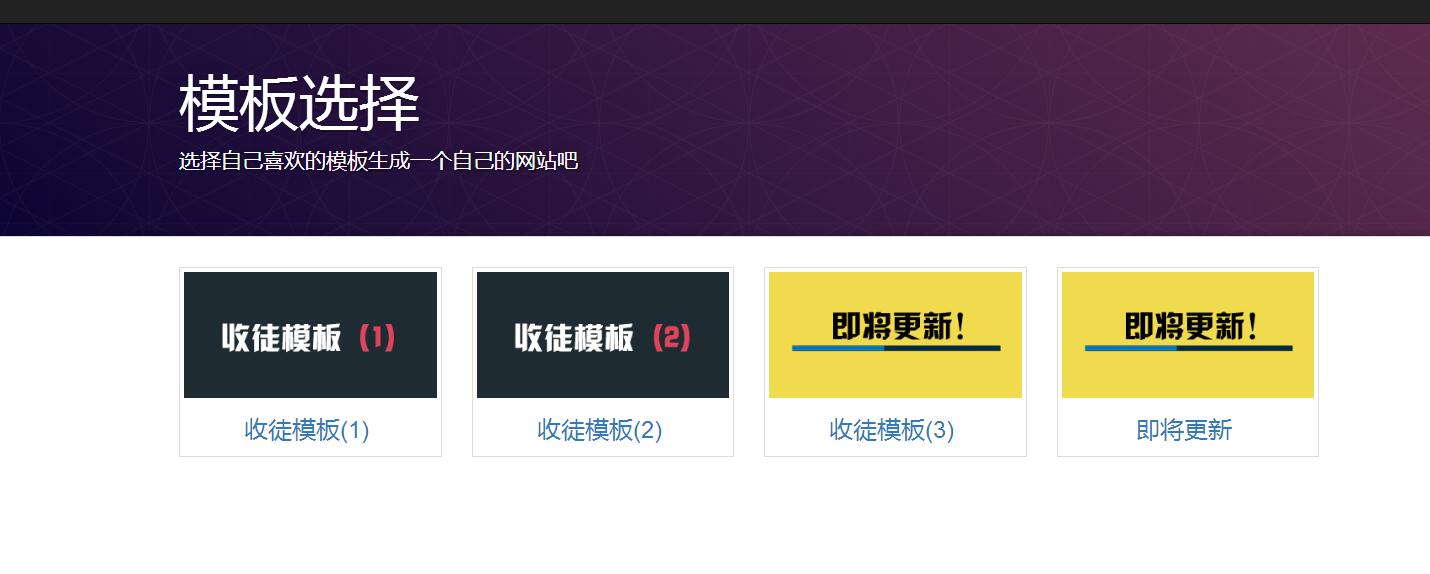 模板选择
选择自己喜欢的模板生成一个自己的网站吧
收徒模板 (1)
收徒模板 (2)
即将更新!
即将更新!
收徒模板(1)
收徒模板(2)
收徒模板(3)
即将更新